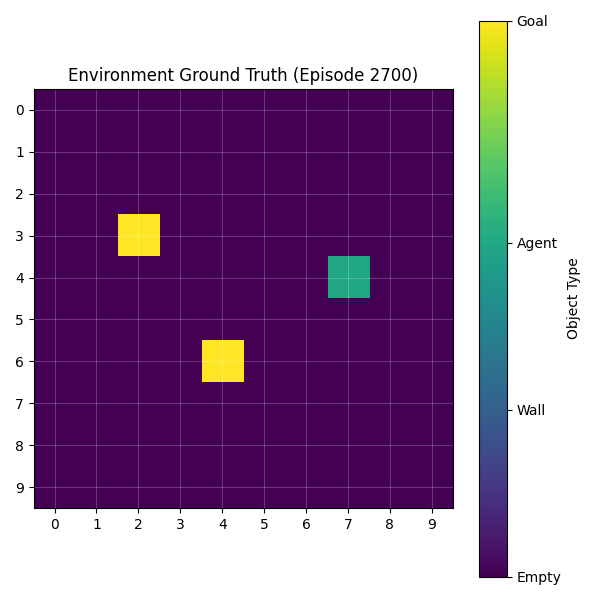 Environment Ground Truth (Episode 2700)
0
1
2
3
4
5
6
7
8
9
0 1 2 3 4 5 6 7 8 9
Goal
Agent
Wall
Empty
Object Type